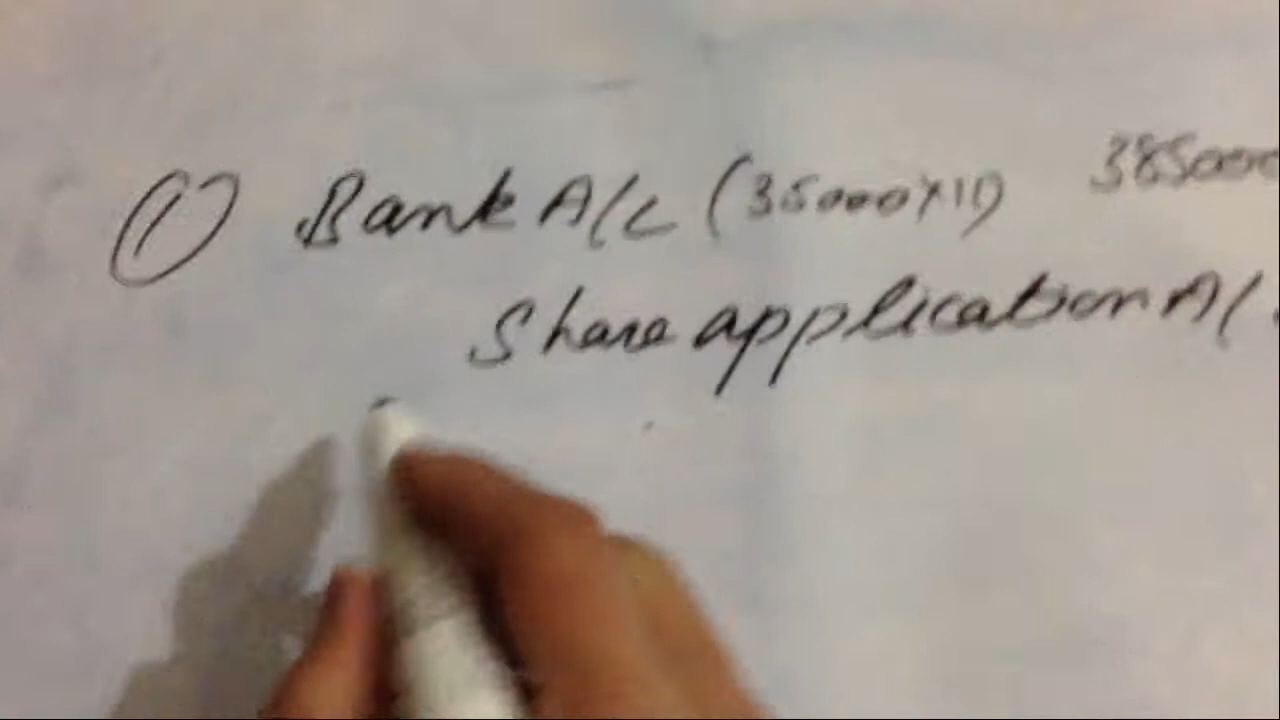 ① Bank A/C (35000×11) 385000
Share application A/